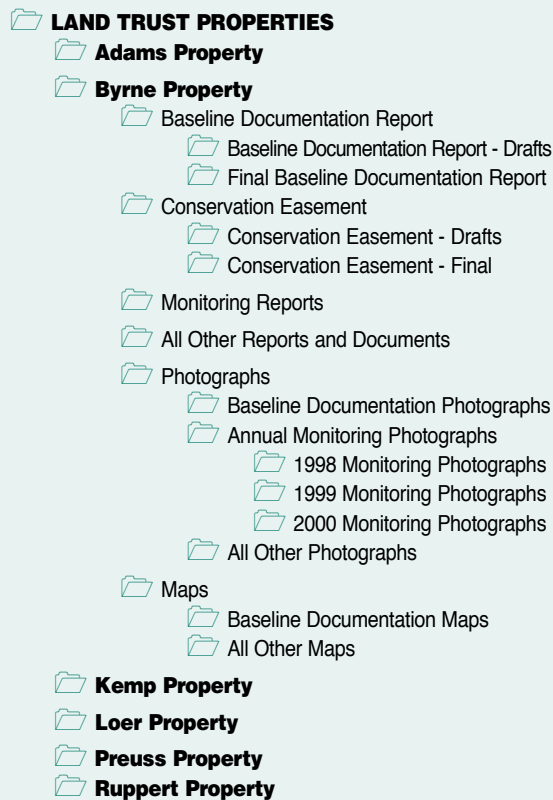 LAND TRUST PROPERTIES
Adams Property
Byrne Property
Baseline Documentation Report
Baseline Documentation Report - Drafts
Final Baseline Documentation Report
Conservation Easement
Conservation Easement - Drafts
Conservation Easement - Final
Monitoring Reports
All Other Reports and Documents
Photographs
Baseline Documentation Photographs
Annual Monitoring Photographs
1998 Monitoring Photographs
1999 Monitoring Photographs
2000 Monitoring Photographs
All Other Photographs
Maps
Baseline Documentation Maps
All Other Maps
Kemp Property
Loer Property
Preuss Property
Ruppert Property